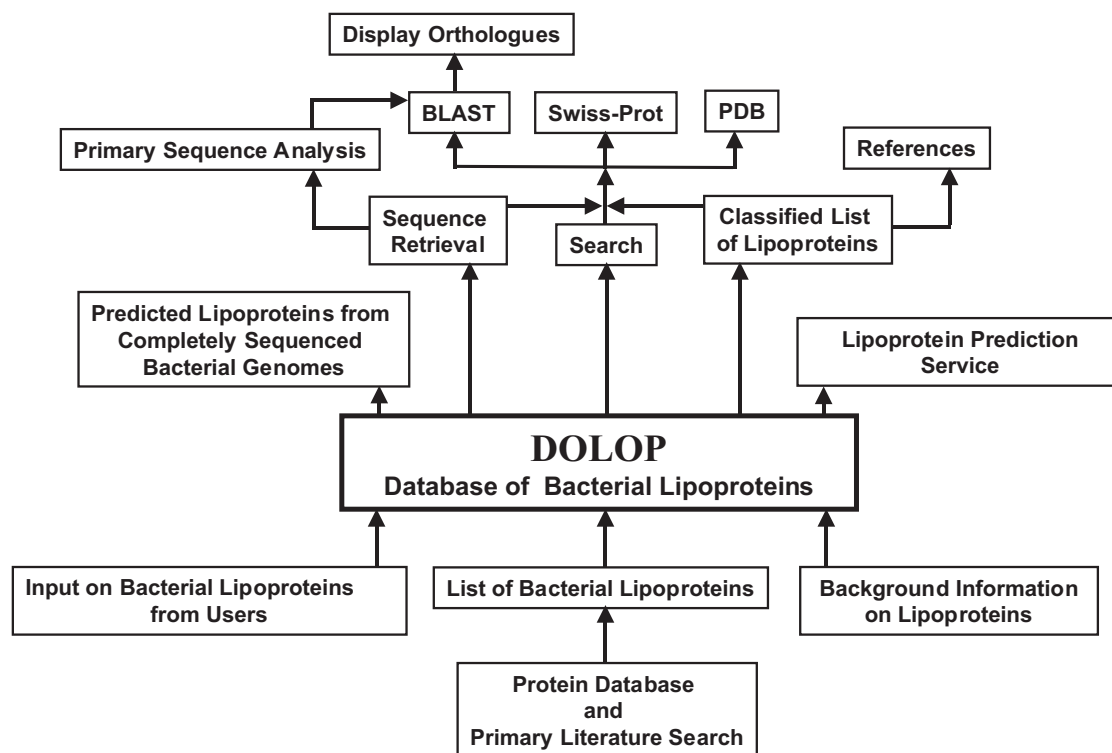 Display Orthologues
BLAST
Swiss-Prot
PDB
Primary Sequence Analysis
References
Sequence
Retrieval
Search
Classified List
of Lipoproteins
Predicted Lipoproteins from
Completely Sequenced
Bacterial Genomes
Lipoprotein Prediction
Service
DOLOP
Database of Bacterial Lipoproteins
Input on Bacterial Lipoproteins
from Users
List of Bacterial Lipoproteins
Background Information
on Lipoproteins
Protein Database
and
Primary Literature Search